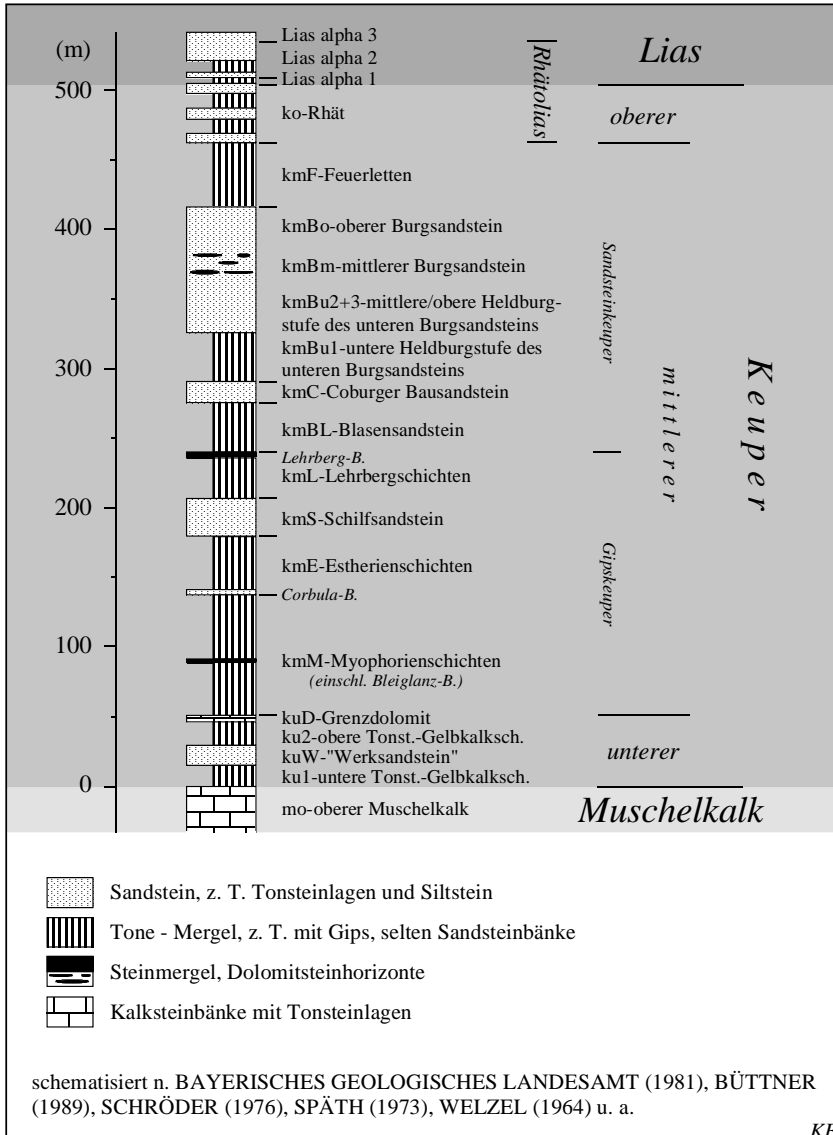 (m)
500
400
300
200
100
0
Lias alpha 3
Lias alpha 2
Lias alpha 1
ko-Rhät
kmF-Feuerletten
kmBo-oberer Burgsandstein
kmBm-mittlerer Burgsandstein
kmBu2+3-mittlere/obere Heldburg-
stufe des unteren Burgsandsteins
kmBu1-untere Heldburgstufe des
unteren Burgsandsteins
kmC-Coburger Bausandstein
kmBL-Blasensandstein
Lehrberg-B.
kmL-Lehrbergschichten
kmS-Schilfsandstein
kmE-Estherienschichten
Corbula-B.
kmM-Myophorienschichten
(einschl. Bleiglanz-B.)
kuD-Grenzdolomit
ku2-obere Tonst.-Gelbkalksch.
kuW-"Werksandstein"
ku1-untere Tonst.-Gelbkalksch.
mo-oberer Muschelkalk
Rhätolias
Sandsteinkeuper
Gipskeuper
Lias
oberer
mittlerer
unterer
Keuper
Muschelkalk
Sandstein, z. T. Tonsteinlagen und Siltstein
Tone - Mergel, z. T. mit Gips, selten Sandsteinbänke
Steinmergel, Dolomitsteinhorizonte
Kalksteinbänke mit Tonsteinlagen
schematisiert n. BAYERISCHES GEOLOGISCHES LANDESAMT (1981), BÜTTNER
(1989), SCHRÖDER (1976), SPÄTH (1973), WELZEL (1964) u. a.